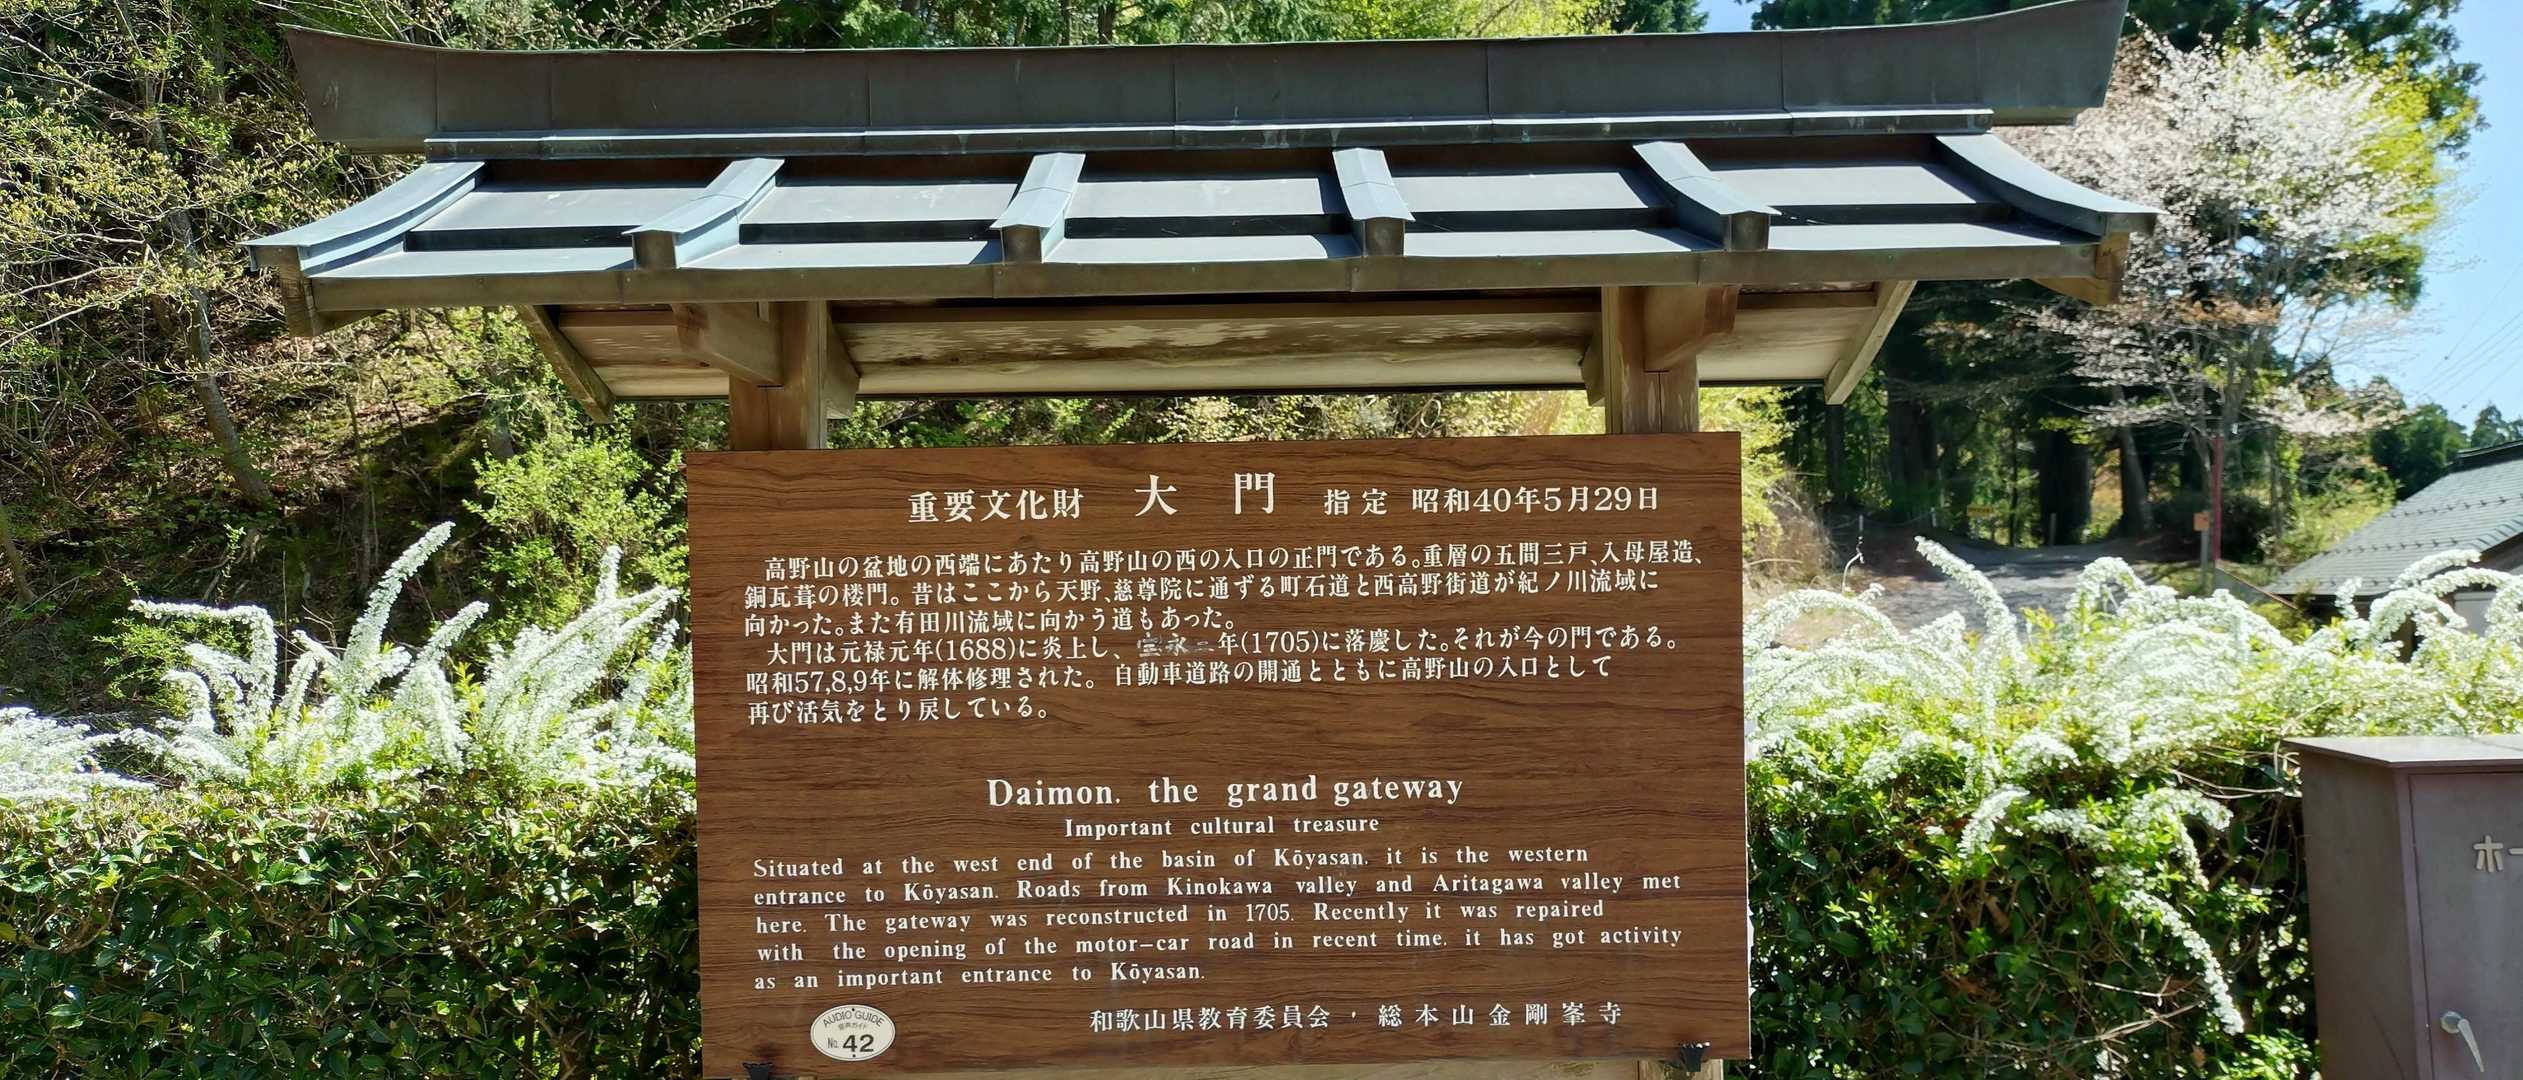 重要文化財 大門 指定 昭和40年5月29日
高野山の盆地の西端にあたり高野山の西の入口の正門である。重層の五間三戸、入母屋造、
銅瓦葺の楼門。昔はここから天野、慈尊院に通ずる町石道と西高野街道が紀ノ川流域に
向かった。また有田川流域に向かう道もあった。
大門は元禄元年(1688)に炎上し、宝永二年(1705)に落慶した。それが今の門である。
昭和57,8,9年に解体修理された。自動車道路の開通とともに高野山の入口として
再び活気をとり戻している。
Daimon. the grand gateway
Important cultural treasure
Situated at the west end of the basin of Kōyasan. it is the western
entrance to Kōyasan. Roads from Kinokawa valley and Aritagawa valley met
here. The gateway was reconstructed in 1705. Recently it was repaired
with the opening of the motor-car road in recent time. it has got activity
as an important entrance to Kōyasan.
和歌山県教育委員会・総本山金剛峯寺
AUDIO GUIDE
音声ガイド
No. 42
ホー